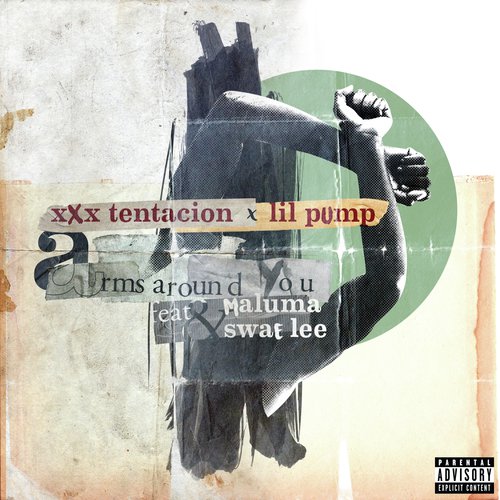 xXx tentacion x lil pump
arms around You
feat Maluma
& swae lee
PARENTAL
ADVISORY
EXPLICIT CONTENT